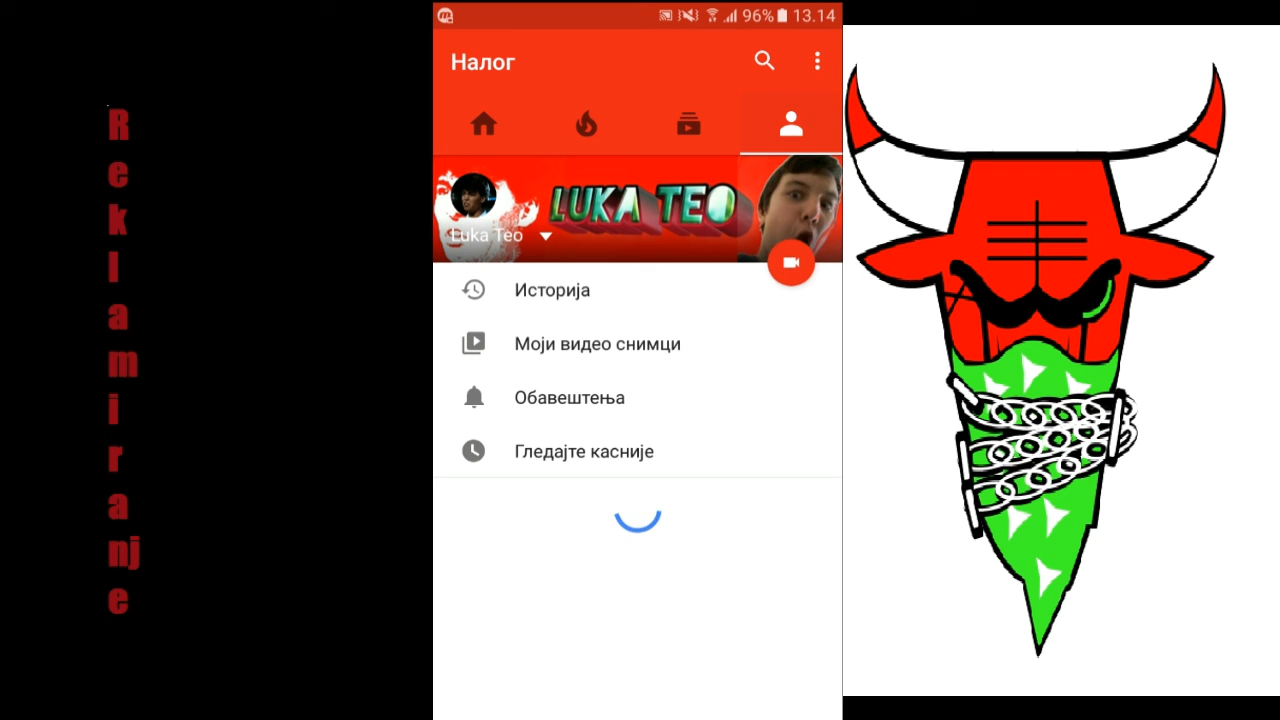 Reklamiranje
96% 13.14
Налог
LUKA TEO
Luka Teo
Историја
Моји видео снимци
Обавештења
Гледајте касније